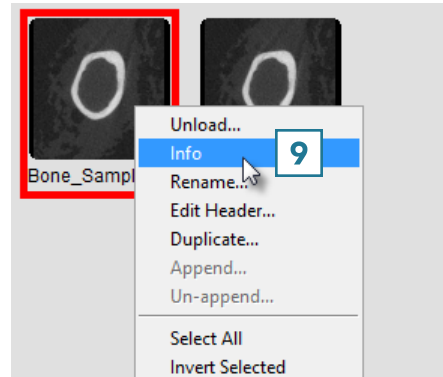 Unload...
Info
9
Bone_Sampl
Rename...
Edit Header...
Duplicate...
Append...
Un-append...
Select All
Invert Selected